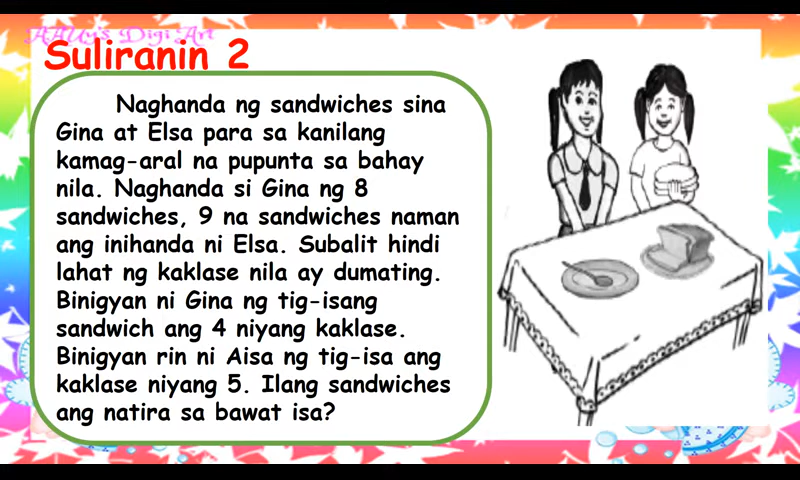 AAUy's Digi Art
Suliranin 2
Naghanda ng sandwiches sina
Gina at Elsa para sa kanilang
kamag-aral na pupunta sa bahay
nila. Naghanda si Gina ng 8
sandwiches, 9 na sandwiches naman
ang inihanda ni Elsa. Subalit hindi
lahat ng kaklase nila ay dumating.
Binigyan ni Gina ng tig-isang
sandwich ang 4 niyang kaklase.
Binigyan rin ni Aisa ng tig-isa ang
kaklase niyang 5. Ilang sandwiches
ang natira sa bawat isa?